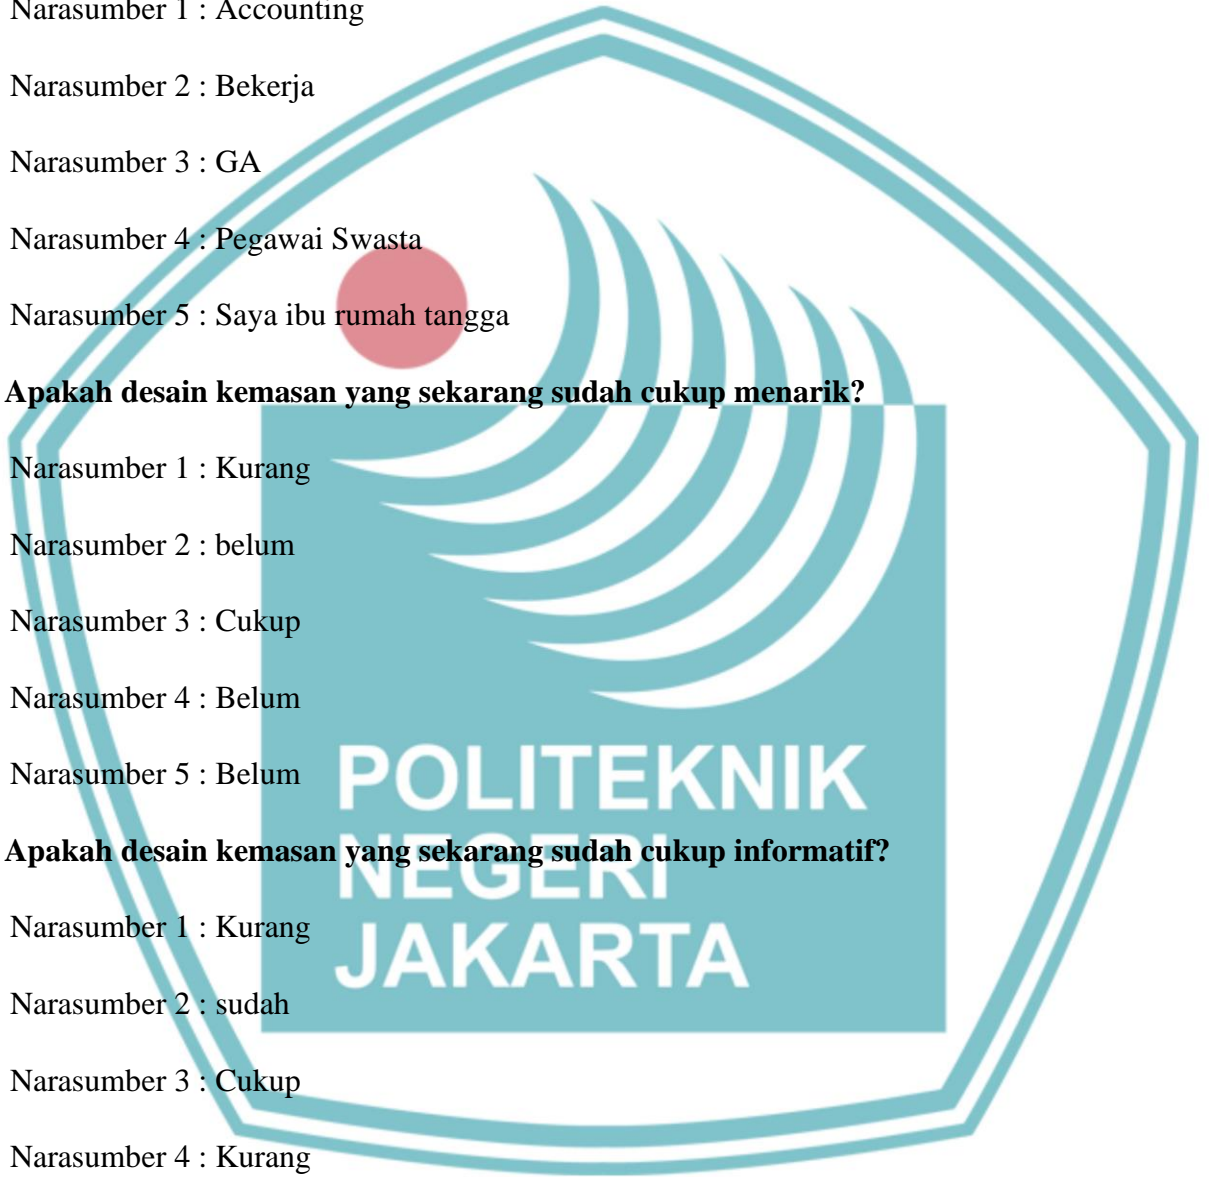 Narasumber 1 : Accounting
Narasumber 2 : Bekerja
Narasumber 3 : GA
Narasumber 4 : Pegawai Swasta
Narasumber 5 : Saya ibu rumah tangga
Apakah desain kemasan yang sekarang sudah cukup menarik?
Narasumber 1 : Kurang
Narasumber 2 : belum
Narasumber 3 : Cukup
Narasumber 4 : Belum
Narasumber 5 : Belum
POLITEKNIK
Apakah desain kemasan yang sekarang sudah cukup informatif?
NEGERI
Narasumber 1 : Kurang
JAKARTA
Narasumber 2 : sudah
Narasumber 3 : Cukup
Narasumber 4 : Kurang